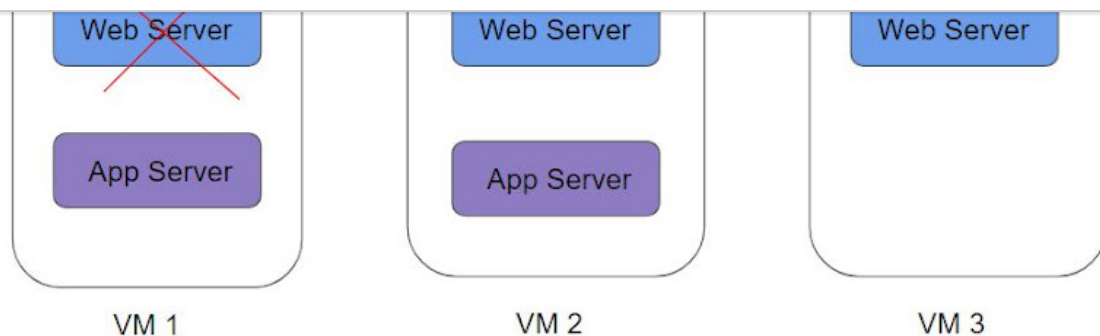 Web Server Web Server Web Server
App Server App Server
VM 1 VM 2 VM 3